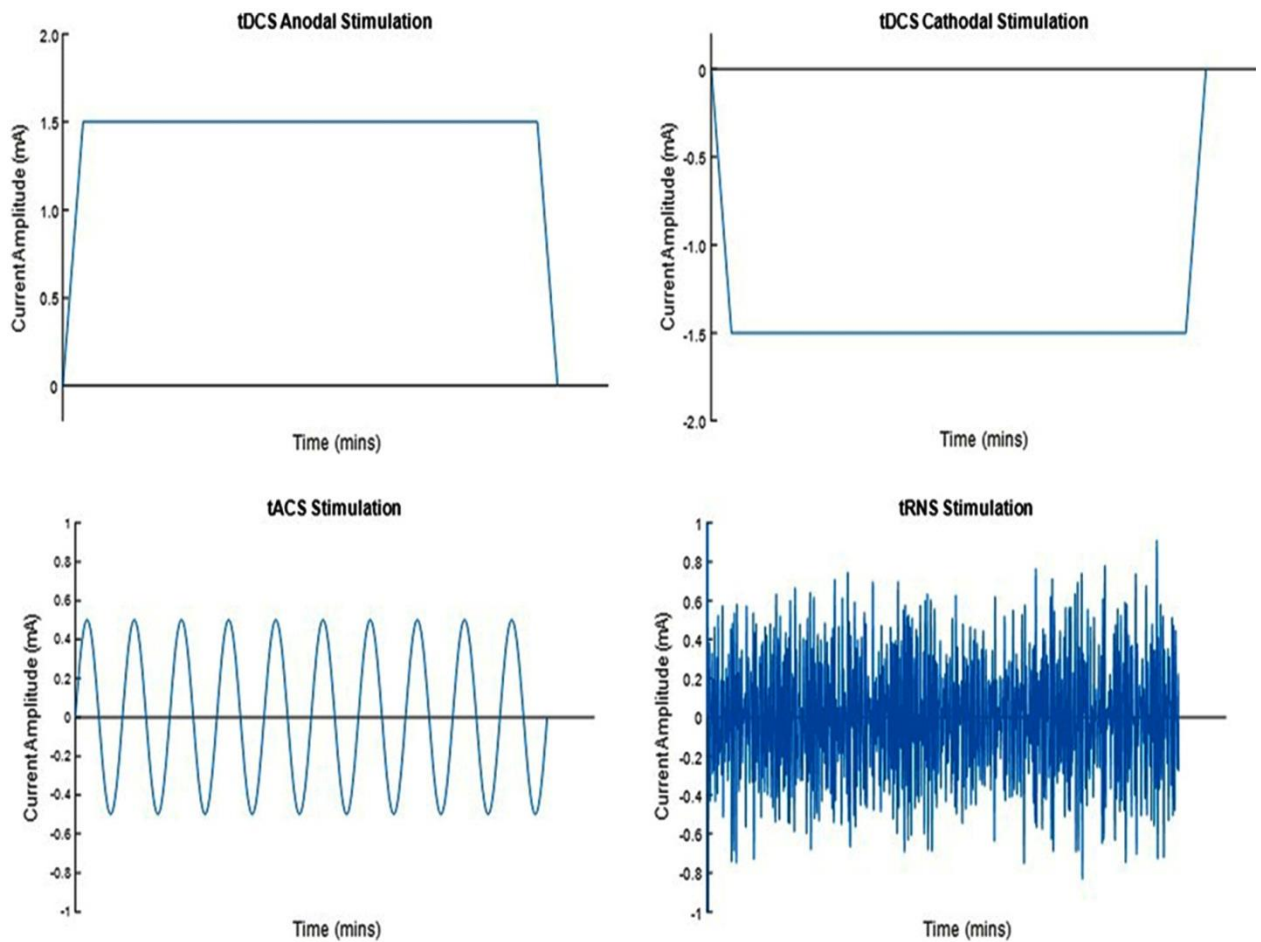 tDCS Anodal Stimulation
2.0
1.5
1.0
0.5
0
Current Amplitude (mA)
Time (mins)
tDCS Cathodal Stimulation
0
-0.5
-1.0
-1.5
-2.0
Current Amplitude (mA)
Time (mins)
tACS Stimulation
1
0.8
0.6
0.4
0.2
0
-0.2
-0.4
-0.6
-0.8
-1
Current Amplitude (mA)
Time (mins)
tRNS Stimulation
1
0.8
0.6
0.4
0.2
0
-0.2
-0.4
-0.6
-0.8
-1
Current Amplitude (mA)
Time (mins)